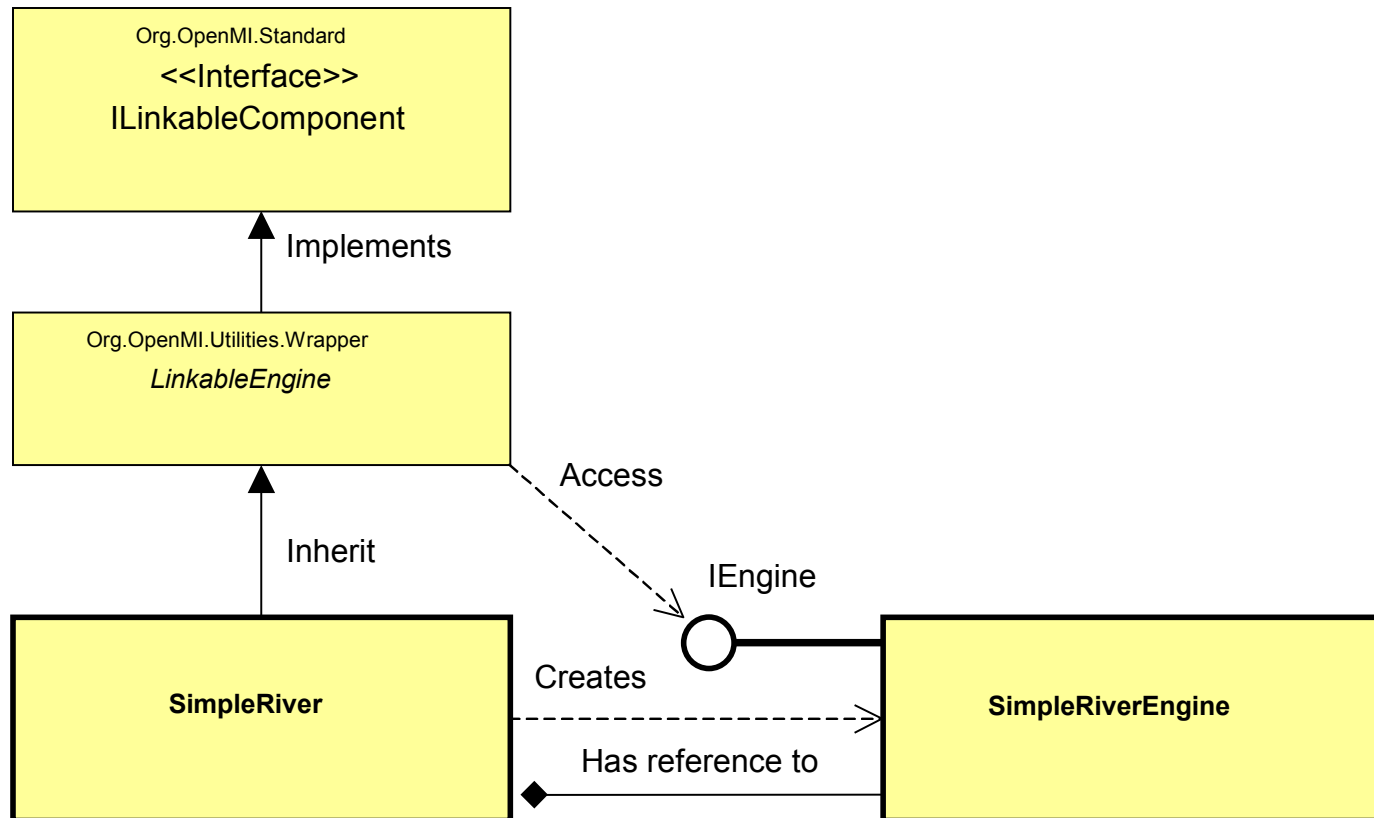 Org.OpenMI.Standard
<<Interface>>
ILinkableComponent
Implements
Org.OpenMI.Utilities.Wrapper
LinkableEngine
Access
Inherit
IEngine
Creates
SimpleRiver
SimpleRiverEngine
Has reference to